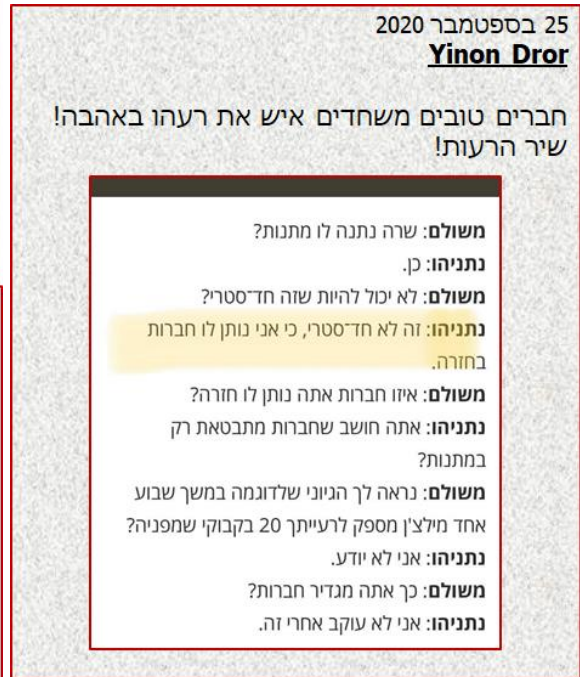 25 בספטמבר 2020
Yinon Dror
חברים טובים משחדים איש את רעהו באהבה!
שיר הרעות!
משולם: שרה נתנה לו מתנות?
נתניהו: כן.
משולם: לא יכול להיות שזה חד־סטרי?
נתניהו: זה לא חד־סטרי, כי אני נותן לו חברות
בחזרה.
משולם: איזו חברות אתה נותן לו חזרה?
נתניהו: אתה חושב שחברות מתבטאת רק
במתנות?
משולם: נראה לך הגיוני שלדוגמה במשך שבוע
אחד מילצ'ן מספק לרעייתך 20 בקבוקי שמפניה?
נתניהו: אני לא יודע.
משולם: כך אתה מגדיר חברות?
נתניהו: אני לא עוקב אחרי זה.